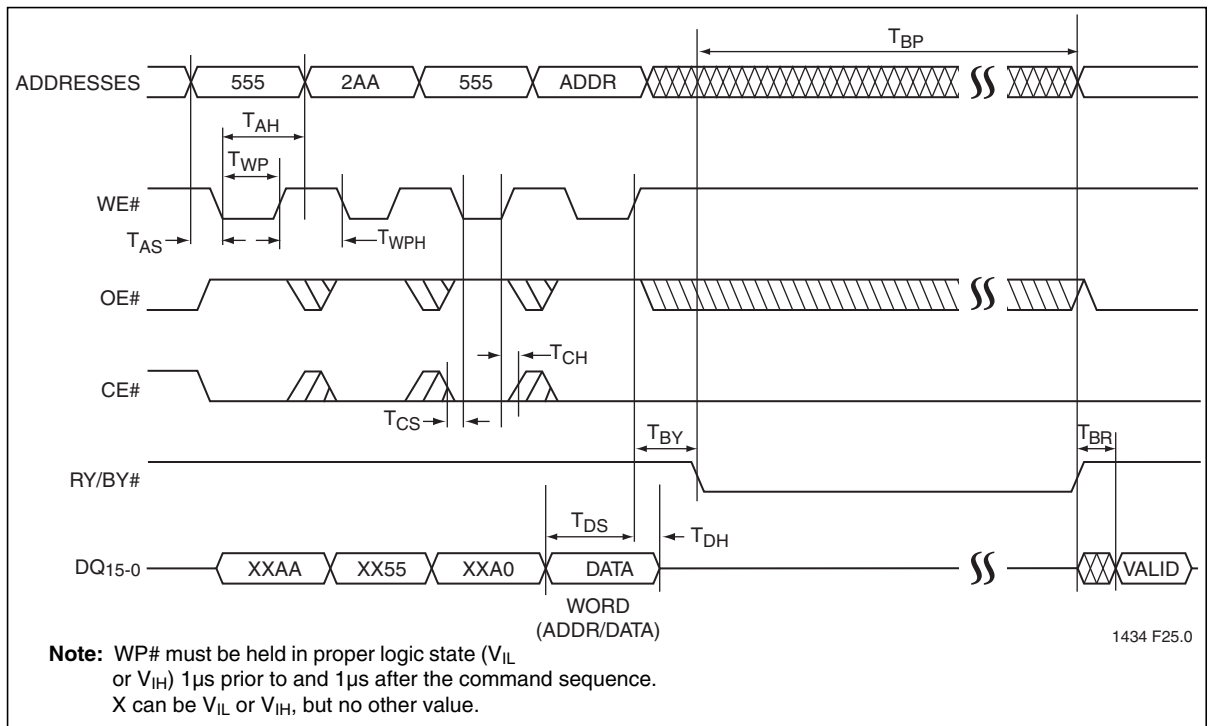 T_BP
ADDRESSES 555 2AA 555 ADDR
T_AH
T_WP
WE#
T_AS T_WPH
OE#
T_CH
CE#
T_CS
T_BY T_BR
RY/BY#
T_DS T_DH
DQ15-0 XXAA XX55 XXA0 DATA VALID
WORD
(ADDR/DATA)
1434 F25.0
Note: WP# must be held in proper logic state (V_IL
or V_IH) 1µs prior to and 1µs after the command sequence.
X can be V_IL or V_IH, but no other value.